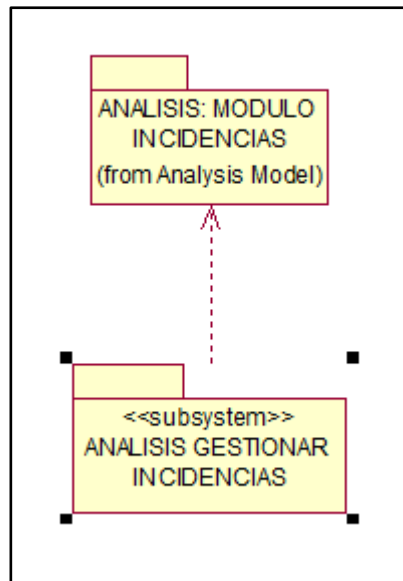 ANALISIS: MODULO
INCIDENCIAS
(from Analysis Model)
<<subsystem>>
ANALISIS GESTIONAR
INCIDENCIAS